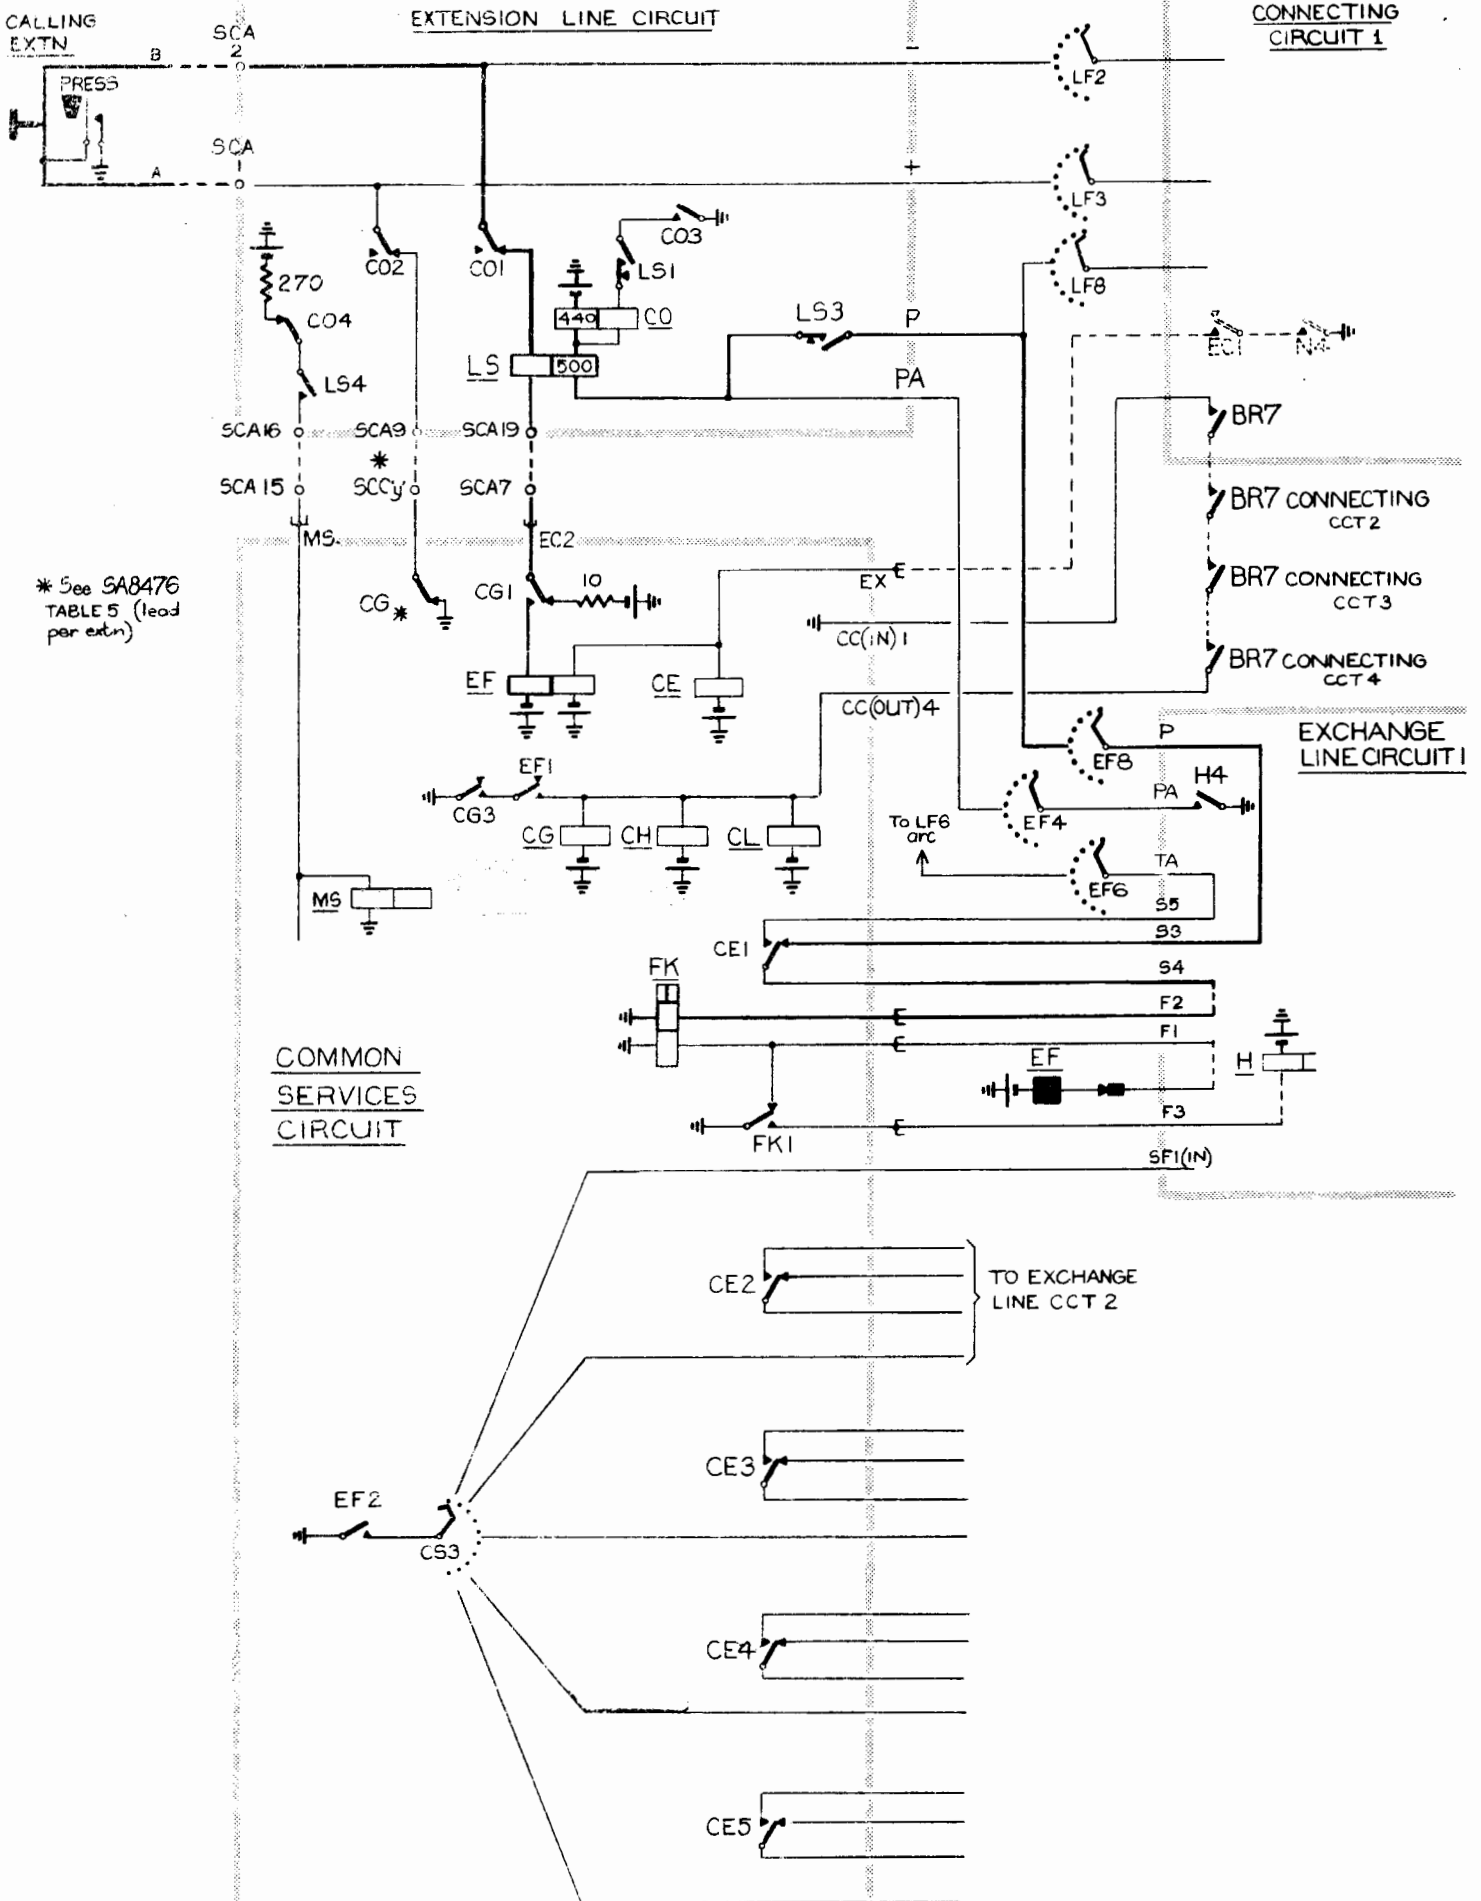 CALLING
EXTN
SCA
2
EXTENSION LINE CIRCUIT
CONNECTING
CIRCUIT 1
B
-
PRESS
LF2
SCA
1
A
+
LF3
CO3
CO2
CO1
LS1
LF8
270
CO4
440
CO
LS3
P
EC1
N4
LS4
LS
500
PA
BR7
SCA16
SCA9
SCA19
*
SCA15
SCC'y'
SCA7
BR7 CONNECTING
CCT 2
MS
EC2
* See SA8476
TABLE 5 (lead
per extn)
CG*
CG1
10
EX
BR7 CONNECTING
CCT 3
CC(IN)1
EF
CE
BR7 CONNECTING
CCT 4
CC(OUT)4
EXCHANGE
LINE CIRCUIT 1
P
EF8
EF1
H4
PA
CG3
CG
CH
CL
To LF6
arc
EF4
TA
EF6
MS
S5
CE1
S3
FK
S4
F2
F1
EF
H
COMMON
SERVICES
CIRCUIT
F3
FK1
SF1(IN)
CE2
TO EXCHANGE
LINE CCT 2
CE3
EF2
CS3
CE4
CE5